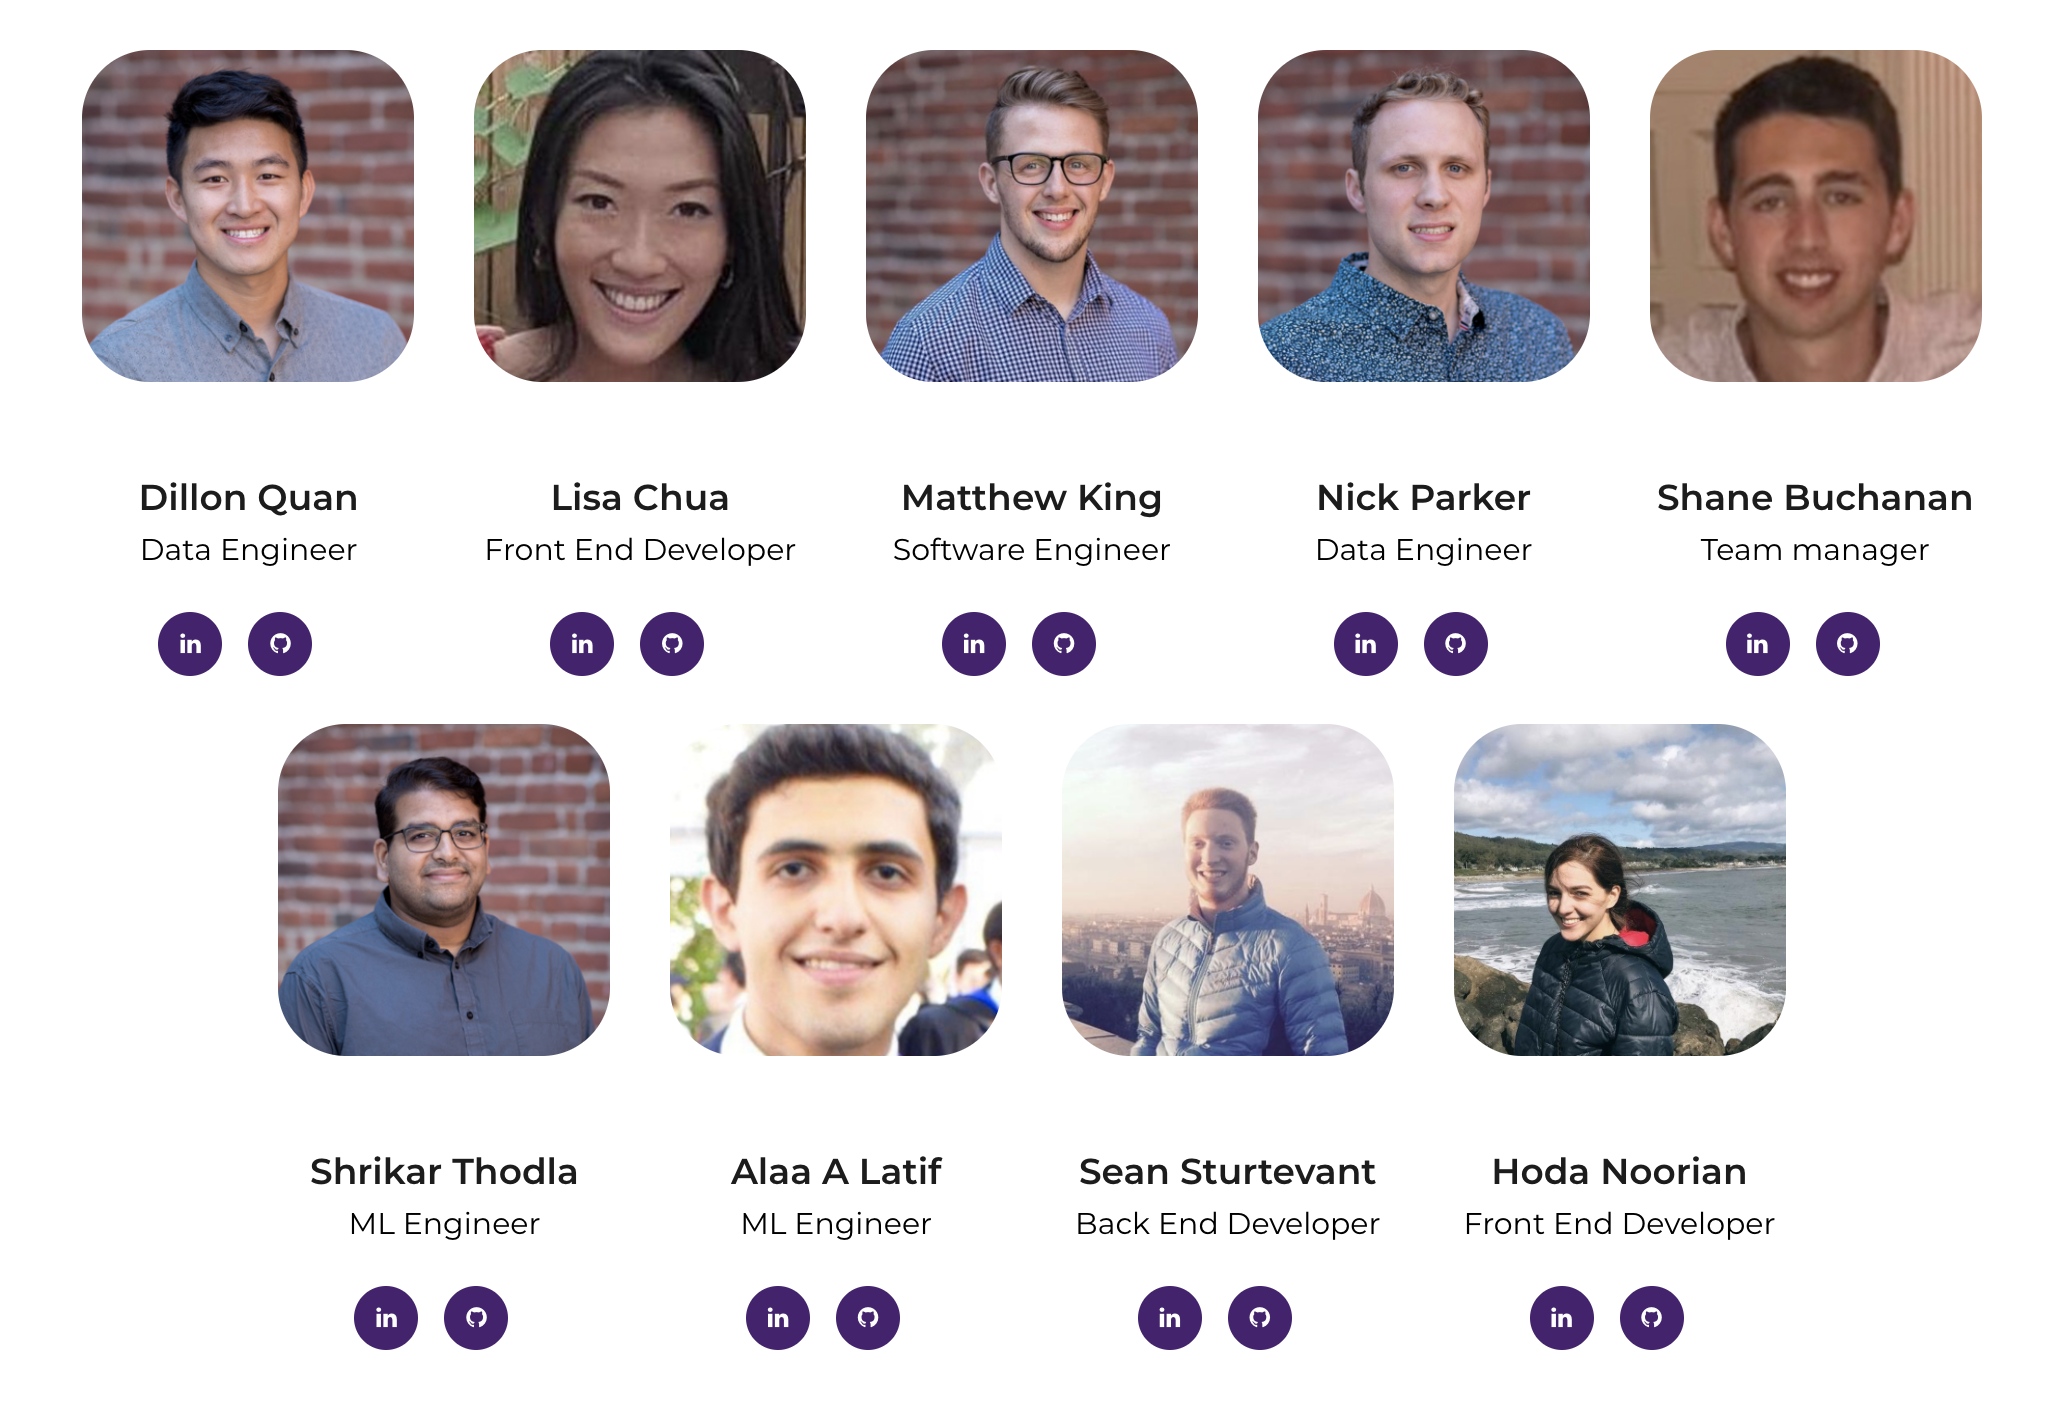 Dillon Quan
Data Engineer
in
Lisa Chua
Front End Developer
in
Matthew King
Software Engineer
in
Nick Parker
Data Engineer
in
Shane Buchanan
Team manager
in
Shrikar Thodla
ML Engineer
in
Alaa A Latif
ML Engineer
in
Sean Sturtevant
Back End Developer
in
Hoda Noorian
Front End Developer
in